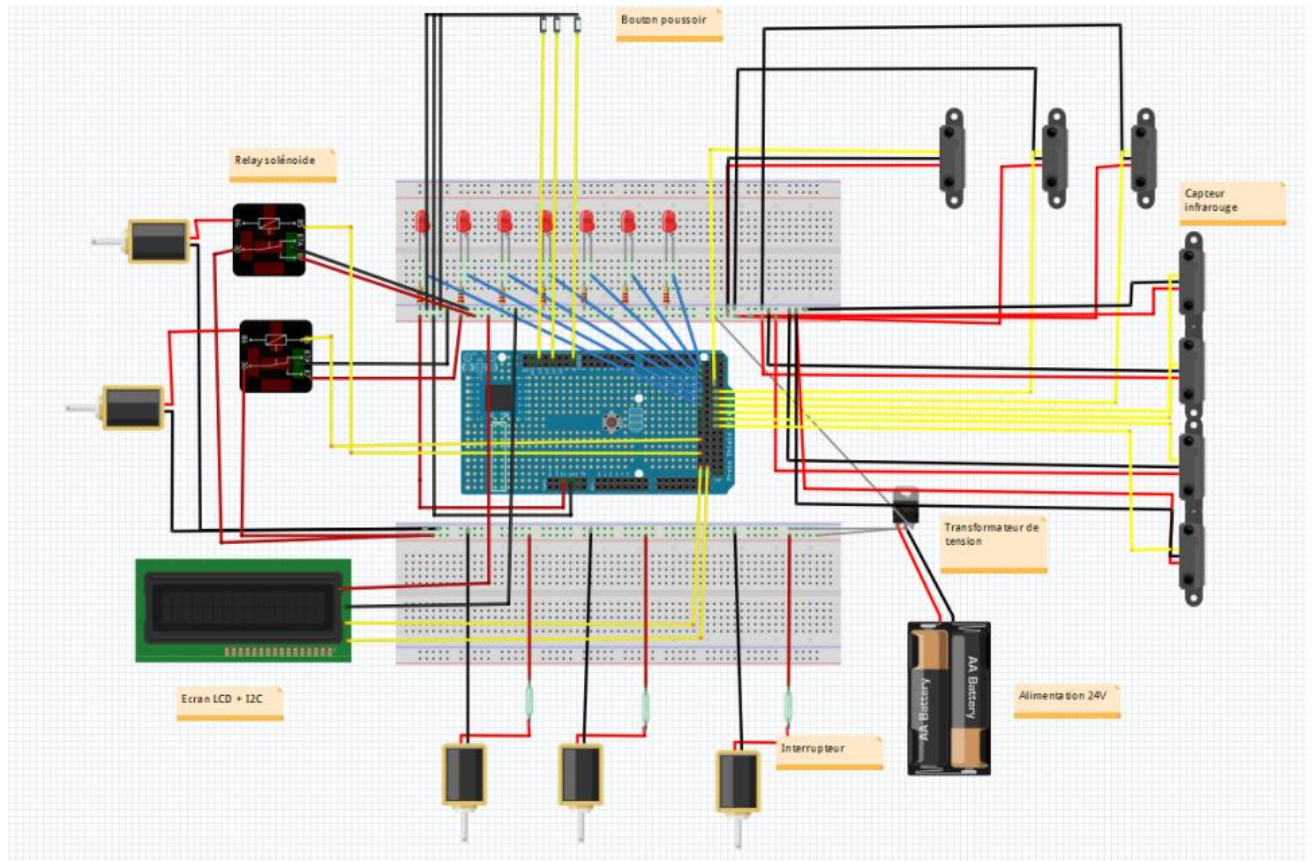 Bouton poussoir
Relay solénoide
Capteur
infrarouge
Transformateur de
tension
Ecran LCD + I2C
AA Battery
AA Battery
Alimentation 24V
Interrupteur